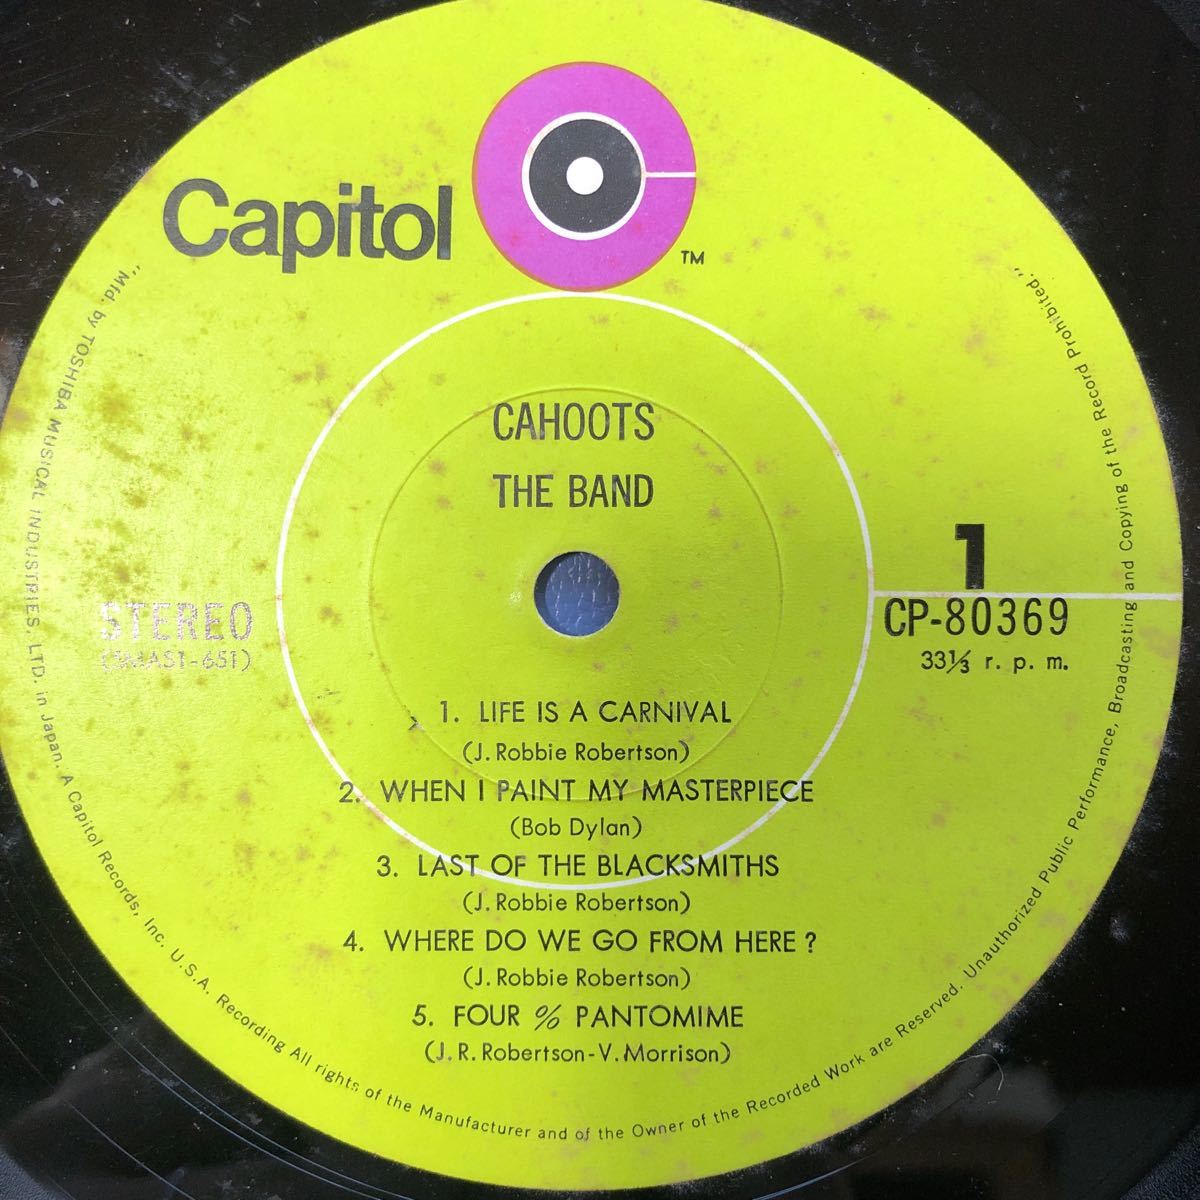 Capitol
TM
CAHOOTS
THE BAND
1
CP-80369
33⅓ r. p. m.
STEREO
(SMAS1-651)
1. LIFE IS A CARNIVAL
(J. Robbie Robertson)
2. WHEN I PAINT MY MASTERPIECE
(Bob Dylan)
3. LAST OF THE BLACKSMITHS
(J. Robbie Robertson)
4. WHERE DO WE GO FROM HERE ?
(J. Robbie Robertson)
5. FOUR % PANTOMIME
(J. R. Robertson-V. Morrison)
"Mfd. by TOSHIBA MUSICAL INDUSTRIES, LTD. in Japan. A Capitol Records, Inc. U.S.A. Recording All rights of the Manufacturer and of the Owner of the Recorded Work are Reserved. Unauthorized Public Performance, Broadcasting and Copying of the Record Prohibited."